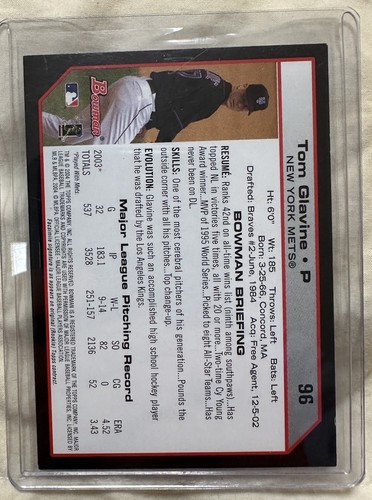 96
Tom Glavine • P
NEW YORK METS®
Ht: 6'0" Wt: 185 Throws: Left Bats: Left
Born: 3-25-66, Concord, MA
Drafted: Braves #2-June, 1984 Acq: Free Agent, 12-5-02
BOWMAN BRIEFING
RESUME: Ranks 42nd on all-time wins list (ninth among southpaws)...Has
topped NL in victories five times, all with 20 or more...Two-time Cy Young
Award winner...MVP of 1995 World Series...Picked to eight All-Star Teams...Has
never been on DL
SKILLS: One of the most cerebral pitchers of his generation...Pounds the
outside corner with all his pitches...Top change-up.
EVOLUTION: Glavine was such an accomplished high school hockey player
that he was drafted by the Los Angeles Kings.
Major League Pitching Record
G IP W-L SO CG ERA
2003* 32 183.1 9-14 82 0 4.52
TOTALS 537 3528 251-157 2136 52 3.43
*Played With Mets
Bowman